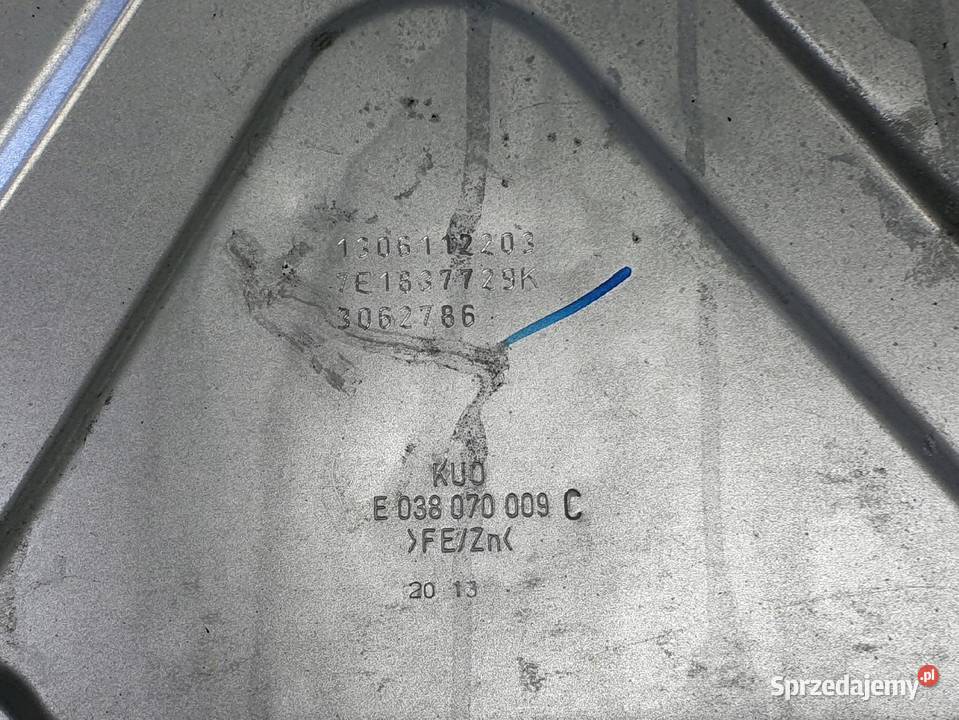 1306112203
7E1837729K
3062786
KUO
E 038 070 009 C
>FE/Zn<
20 13
Sprzedajemy.pl